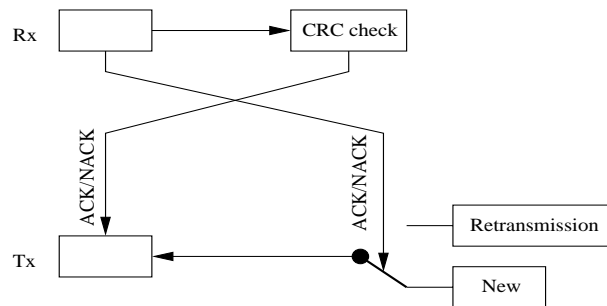 Rx
CRC check
ACK/NACK
ACK/NACK
Retransmission
Tx
New